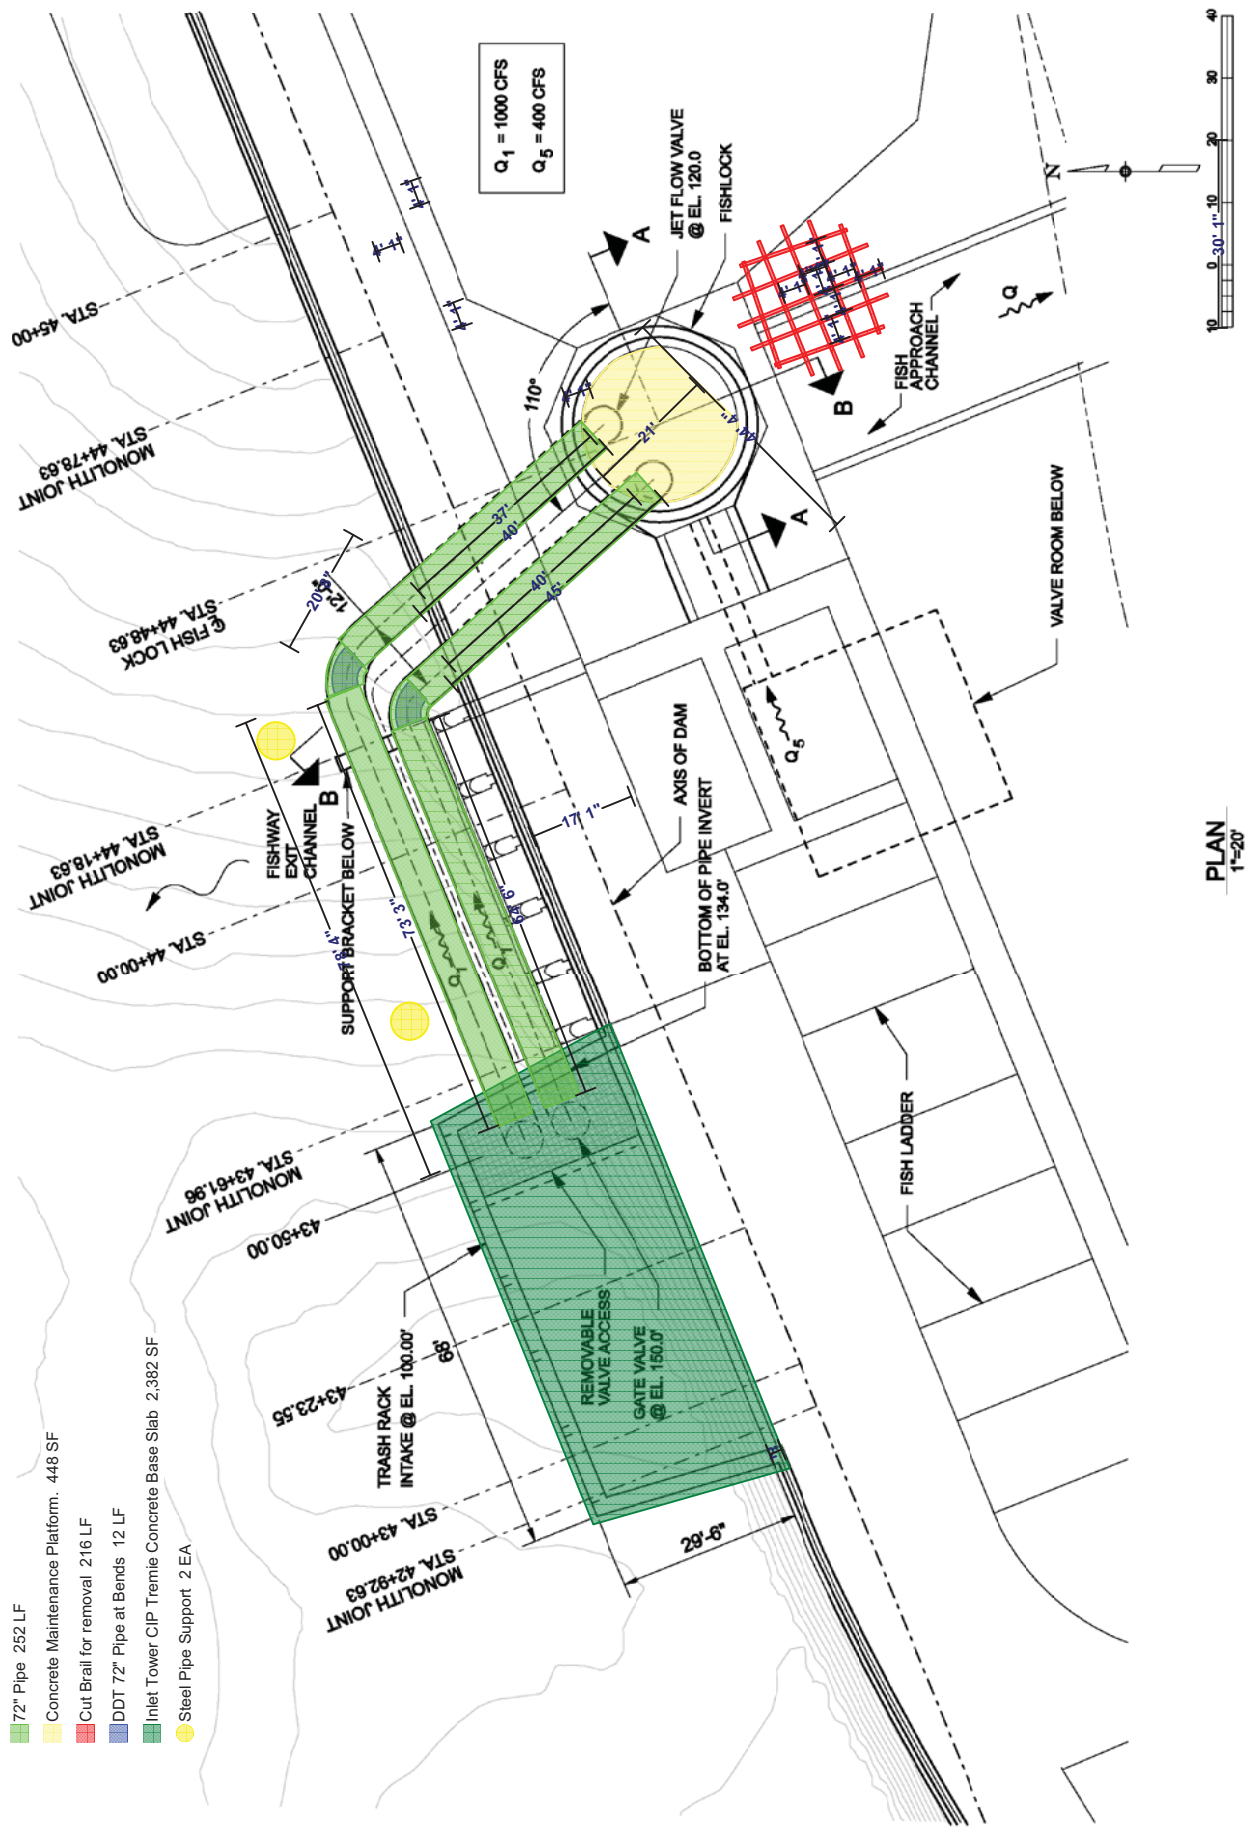 72" Pipe  252 LF
Concrete Maintenance Platform.  448 SF
Cut Brail for removal  216 LF
DDT 72" Pipe at Bends  12 LF
Inlet Tower CIP Tremie Concrete Base Slab  2,382 SF
Steel Pipe Support  2 EA
Q1 = 1000 CFS
Q5 = 400 CFS
STA. 45+00
MONOLITH JOINT
STA. 44+78.63
℄ FISH LOCK
STA. 44+48.63
MONOLITH JOINT
STA. 44+18.63
STA. 44+00.00
MONOLITH JOINT
STA. 43+61.96
43+50.00
43+23.55
STA. 43+00.00
MONOLITH JOINT
STA. 42+92.63
JET FLOW VALVE
@ EL. 120.0
FISHLOCK
A
A
B
B
110°
FISH
APPROACH
CHANNEL
Q
FISHWAY
EXIT
CHANNEL
SUPPORT BRACKET BELOW
Q1
Q1
Q5
VALVE ROOM BELOW
AXIS OF DAM
BOTTOM OF PIPE INVERT
AT EL. 134.0'
FISH LADDER
TRASH RACK
INTAKE @ EL. 100.00'
REMOVABLE
VALVE ACCESS
GATE VALVE
@ EL. 150.0'
68'
29'-6"
37'
40'
40'
45'
21'
44' 4"
4' 1"
4' 1"
4' 1"
17' 1"
64' 6"
73' 3"
78' 4"
N
10 0 10 20 30 40
30' 1"
PLAN
1"=20'